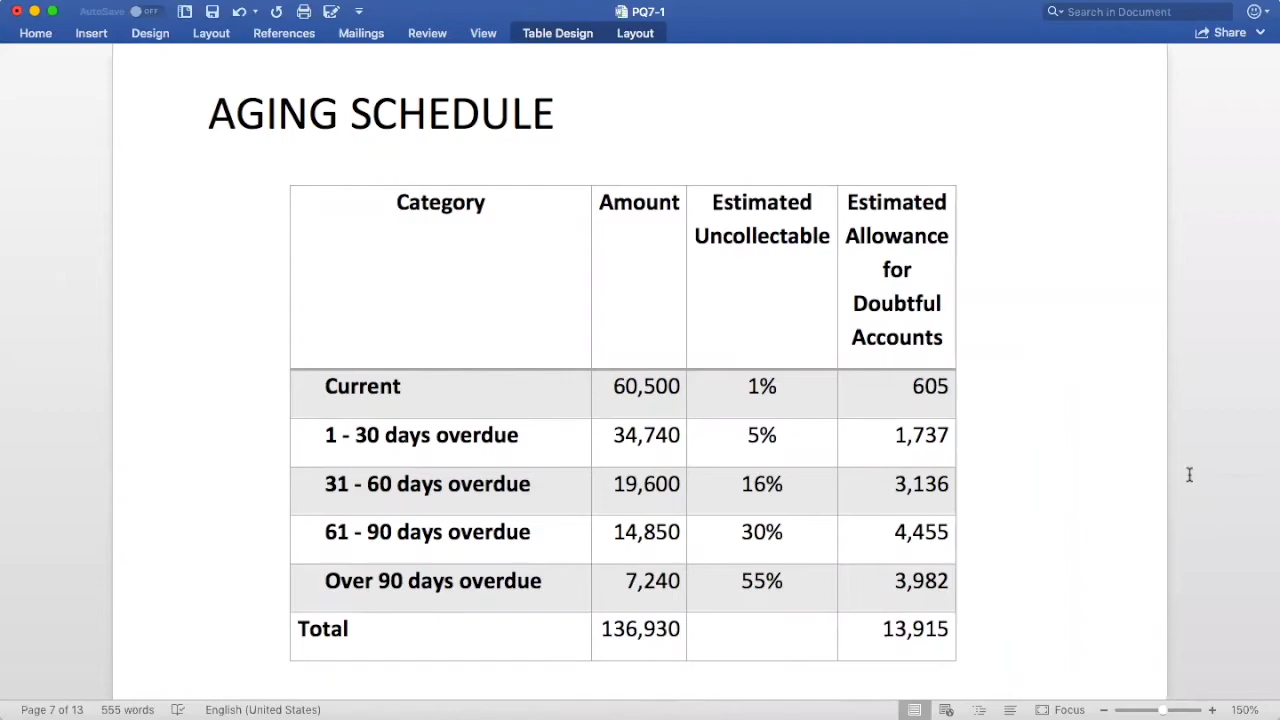 AutoSave OFF
PQ7-1
Search in Document
Home Insert Design Layout References Mailings Review View Table Design Layout
Share
AGING SCHEDULE
Category Amount Estimated Uncollectable Estimated Allowance for Doubtful Accounts
Current 60,500 1% 605
1 - 30 days overdue 34,740 5% 1,737
31 - 60 days overdue 19,600 16% 3,136
61 - 90 days overdue 14,850 30% 4,455
Over 90 days overdue 7,240 55% 3,982
Total 136,930 13,915
Page 7 of 13 555 words English (United States) Focus 150%